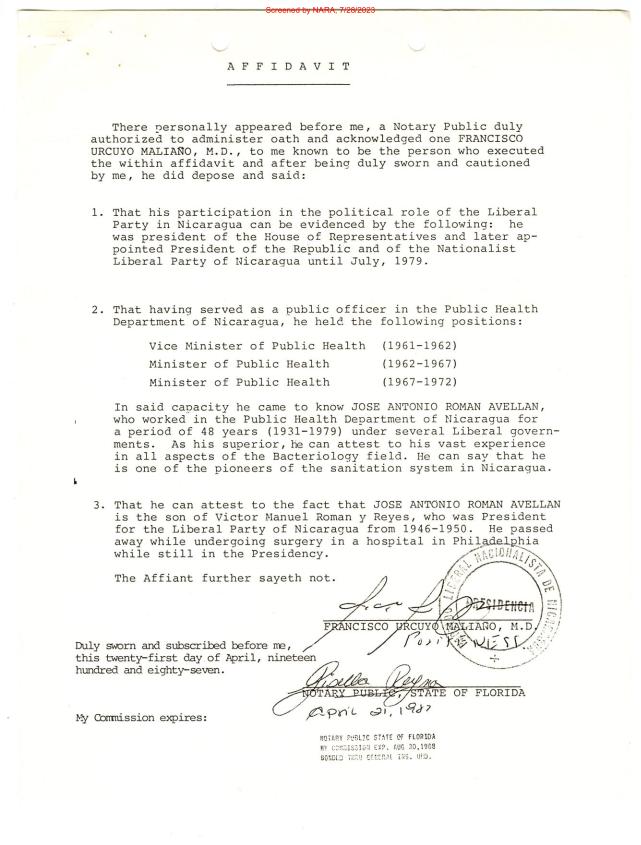 Screened by NARA, 7/28/2023
A F F I D A V I T
There personally appeared before me, a Notary Public duly
authorized to administer oath and acknowledged one FRANCISCO
URCUYO MALIAÑO, M.D., to me known to be the person who executed
the within affidavit and after being duly sworn and cautioned
by me, he did depose and said:
1. That his participation in the political role of the Liberal
Party in Nicaragua can be evidenced by the following: he
was president of the House of Representatives and later ap-
pointed President of the Republic and of the Nationalist
Liberal Party of Nicaragua until July, 1979.
2. That having served as a public officer in the Public Health
Department of Nicaragua, he held the following positions:
Vice Minister of Public Health (1961-1962)
Minister of Public Health (1962-1967)
Minister of Public Health (1967-1972)
In said capacity he came to know JOSE ANTONIO ROMAN AVELLAN,
who worked in the Public Health Department of Nicaragua for
a period of 48 years (1931-1979) under several Liberal govern-
ments. As his superior, he can attest to his vast experience
in all aspects of the Bacteriology field. He can say that he
is one of the pioneers of the sanitation system in Nicaragua.
3. That he can attest to the fact that JOSE ANTONIO ROMAN AVELLAN
is the son of Victor Manuel Roman y Reyes, who was President
for the Liberal Party of Nicaragua from 1946-1950. He passed
away while undergoing surgery in a hospital in Philadelphia
while still in the Presidency.
The Affiant further sayeth not.
LIBERAL NACIONALISTA DE NICARAGUA
PRESIDENCIA
FRANCISCO URCUYO MALIAÑO, M.D.
Duly sworn and subscribed before me,
this twenty-first day of April, nineteen
hundred and eighty-seven.
Gisella Reyna
NOTARY PUBLIC, STATE OF FLORIDA
April 21, 1987
My Commission expires:
NOTARY PUBLIC STATE OF FLORIDA
MY COMMISSION EXP. AUG 30,1988
BONDED THRU GENERAL INS. UND.